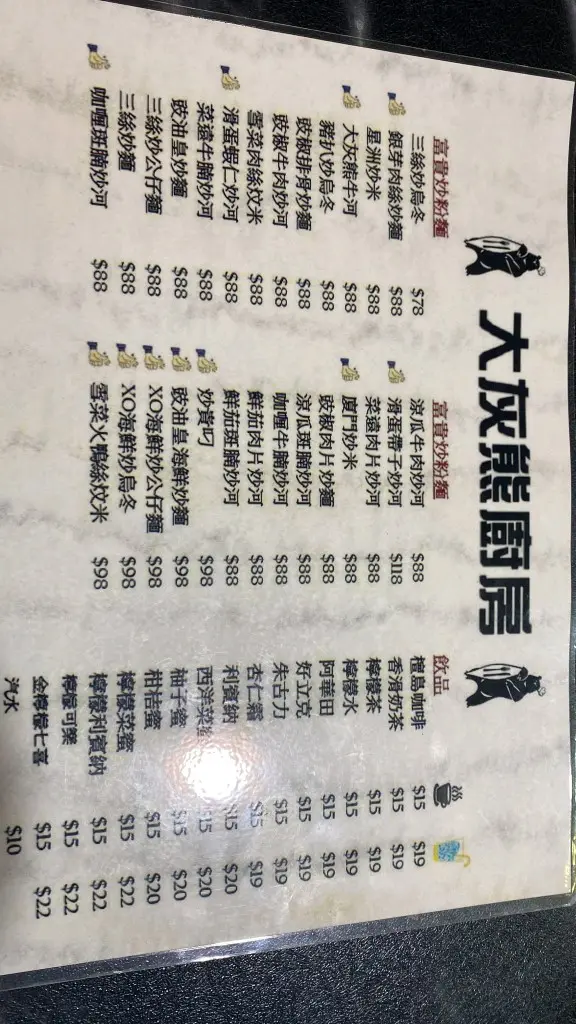 大灰熊廚房
富貴炒粉麵
三絲炒烏冬 $78
銀芽肉絲炒麵 $88
星洲炒米 $88
大灰熊牛河 $88
豬扒炒烏冬 $88
豉椒排骨炒麵 $88
豉椒牛肉炒河 $88
雪菜肉絲炆米 $88
滑蛋蝦仁炒河 $88
菜遠牛腩炒河 $88
豉油皇炒麵 $88
三絲炒公仔麵 $88
三絲炒麵 $88
咖喱斑腩炒河 $88
富貴炒粉麵
涼瓜牛肉炒河 $88
滑蛋帶子炒河 $118
菜遠肉片炒河 $88
廈門炒米 $88
豉椒肉片炒麵 $88
涼瓜斑腩炒河 $88
咖喱牛腩炒河 $88
鮮茄肉片炒河 $88
鮮茄斑腩炒河 $88
炒貴刁 $98
豉油皇海鮮炒麵 $98
XO海鮮炒公仔麵 $98
XO海鮮炒烏冬 $98
雪菜火鴨絲炆米 $98
飲品
檀島咖啡 $15 $19
香滑奶茶 $15 $19
檸檬茶 $15 $19
檸檬水 $15 $19
阿華田 $15 $19
好立克 $15 $19
朱古力 $15 $19
杏仁霜 $15 $19
利賓納 $15 $20
西洋菜蜜 $15 $20
柚子蜜 $15 $20
柑桔蜜 $15 $20
檸檬菜蜜 $15 $22
檸檬利賓納 $15 $22
檸檬可樂 $15 $22
金檸檬七喜 $15 $22
汽水 $10